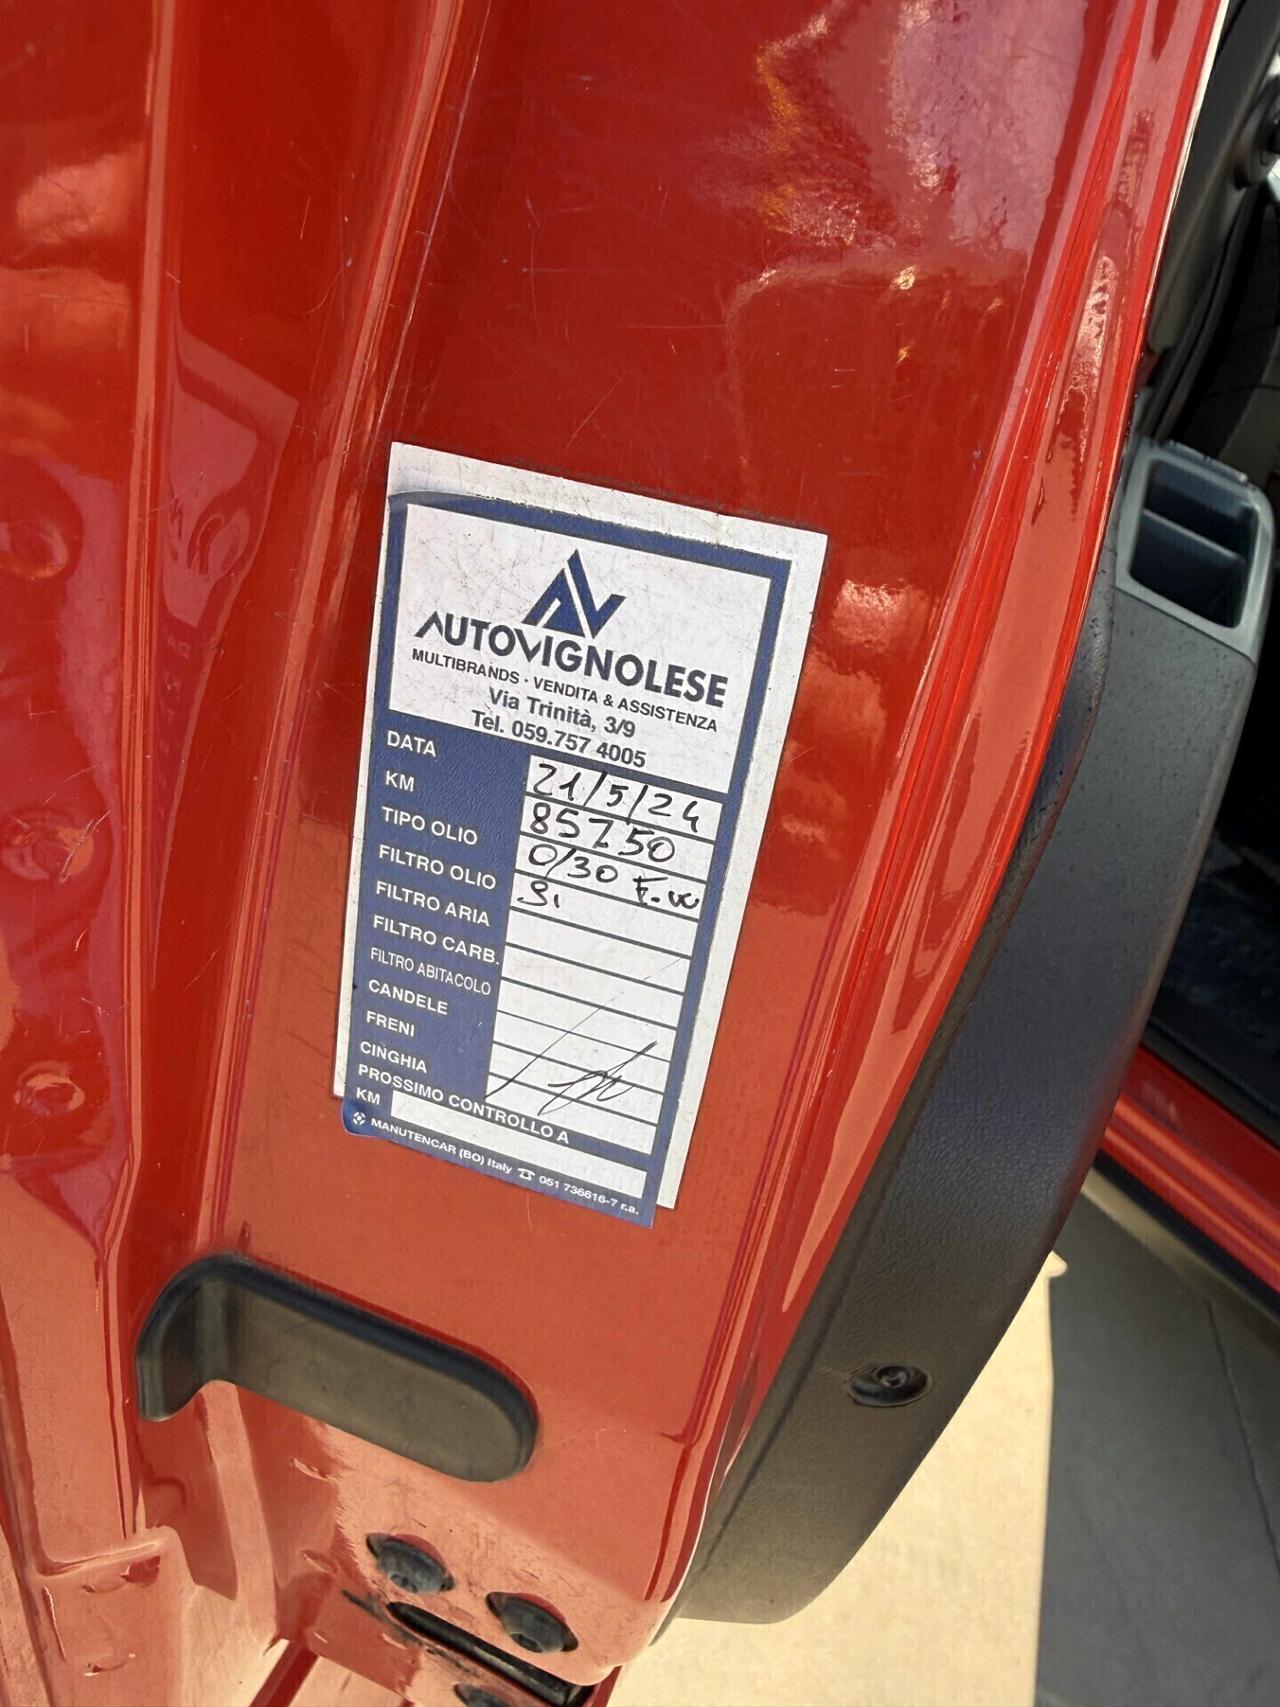 AUTOVIGNOLESE
MULTIBRANDS · VENDITA & ASSISTENZA
Via Trinità, 3/9
Tel. 059.757 4005
DATA 21/5/24
KM 85750
TIPO OLIO 0/30 F.W
FILTRO OLIO Si
FILTRO ARIA
FILTRO CARB.
FILTRO ABITACOLO
CANDELE
FRENI
CINGHIA
PROSSIMO CONTROLLO A
KM
MANUTENCAR (BO) Italy ☎ 051 736616-7 r.a.